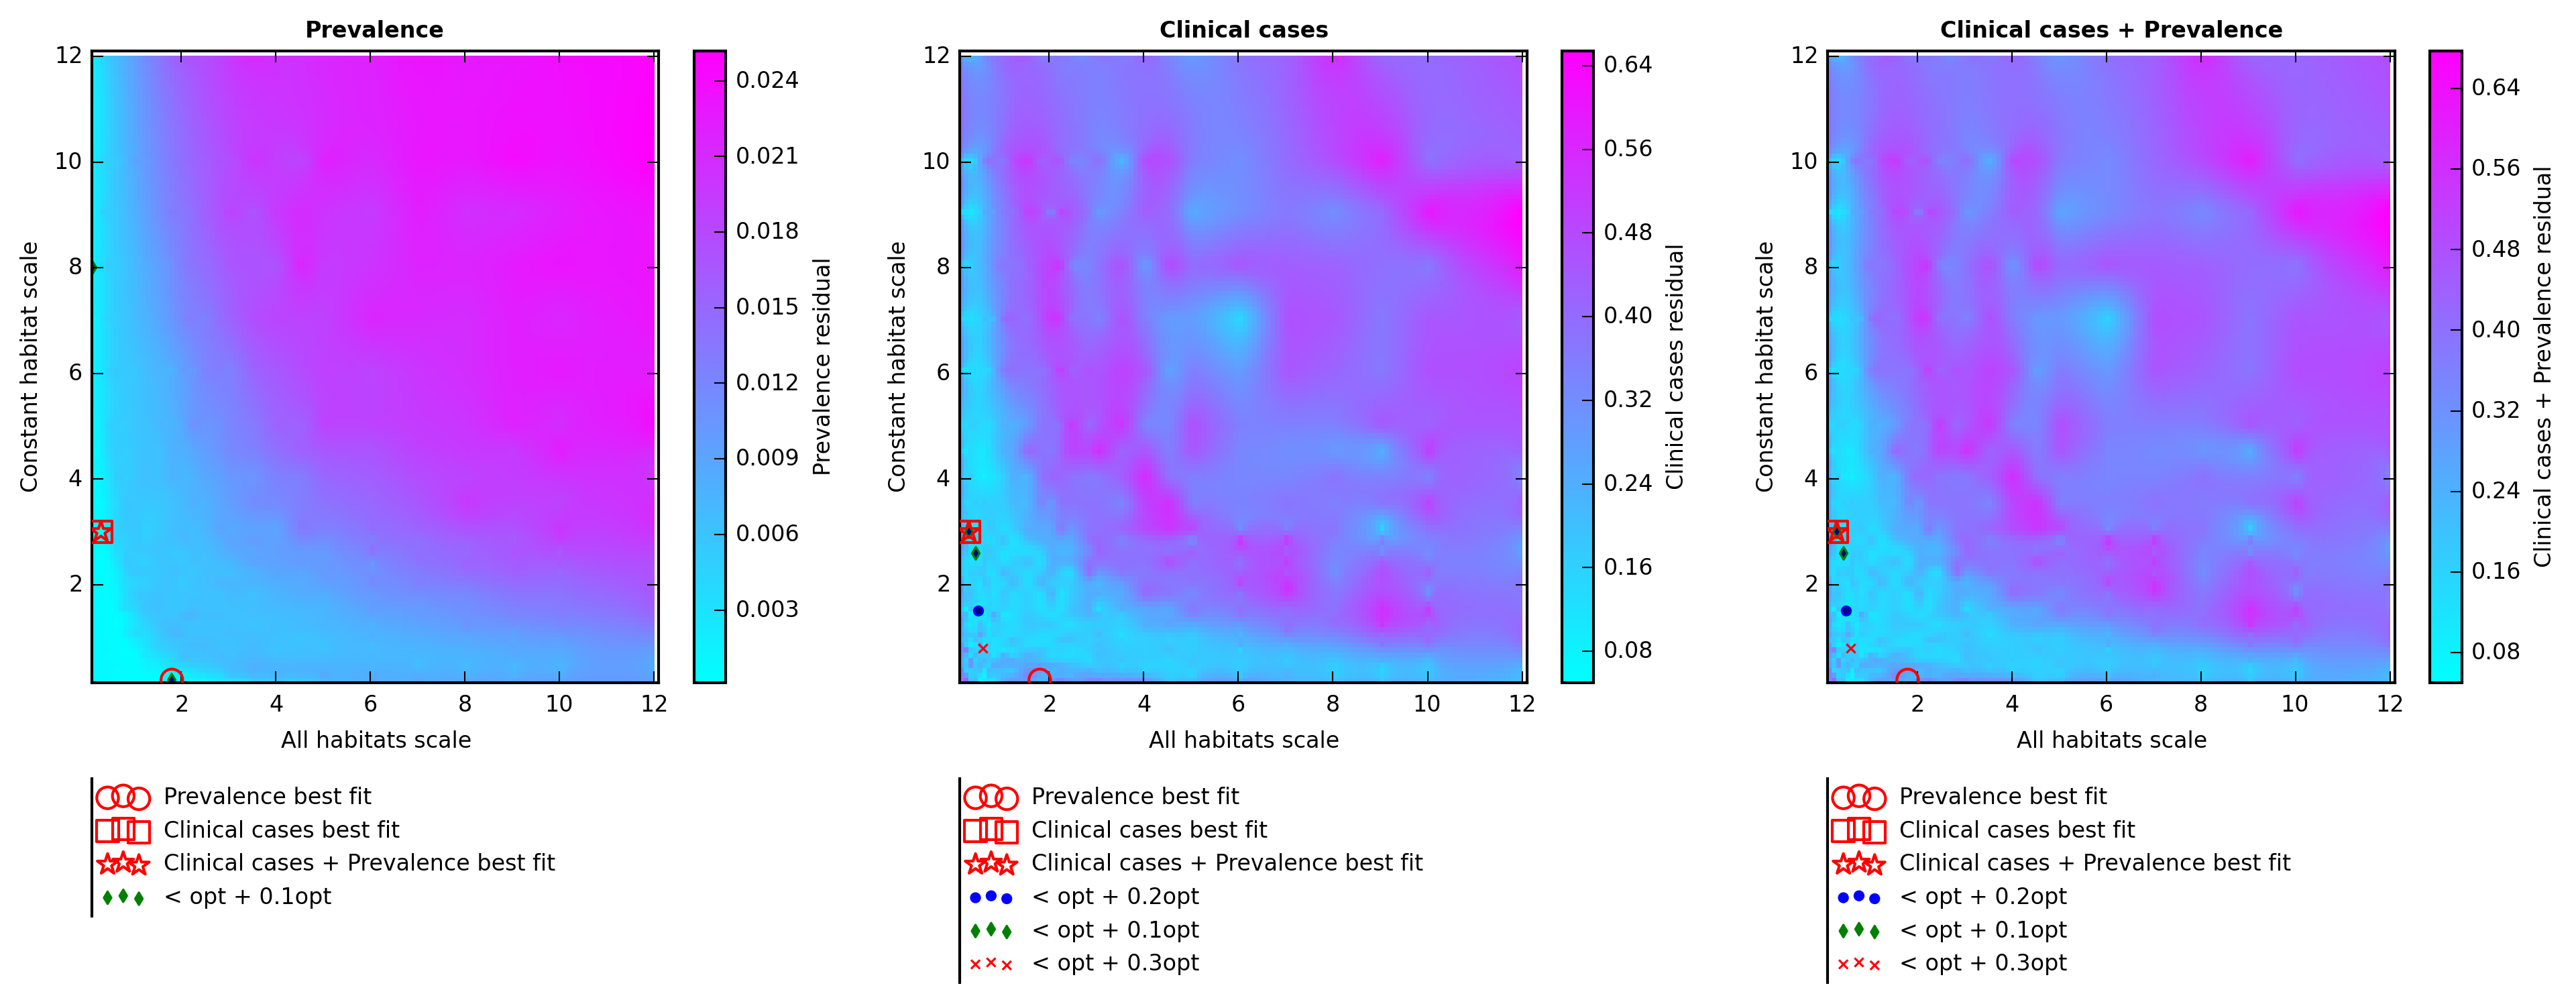 Prevalence
12
10
8
6
4
2
Constant habitat scale
2 4 6 8 10 12
All habitats scale
0.024
0.021
0.018
0.015
0.012
0.009
0.006
0.003
Prevalence residual
Prevalence best fit
Clinical cases best fit
Clinical cases + Prevalence best fit
< opt + 0.1opt
Clinical cases
12
10
8
6
4
2
Constant habitat scale
2 4 6 8 10 12
All habitats scale
0.64
0.56
0.48
0.40
0.32
0.24
0.16
0.08
Clinical cases residual
Prevalence best fit
Clinical cases best fit
Clinical cases + Prevalence best fit
< opt + 0.2opt
< opt + 0.1opt
< opt + 0.3opt
Clinical cases + Prevalence
12
10
8
6
4
2
Constant habitat scale
2 4 6 8 10 12
All habitats scale
0.64
0.56
0.48
0.40
0.32
0.24
0.16
0.08
Clinical cases + Prevalence residual
Prevalence best fit
Clinical cases best fit
Clinical cases + Prevalence best fit
< opt + 0.2opt
< opt + 0.1opt
< opt + 0.3opt